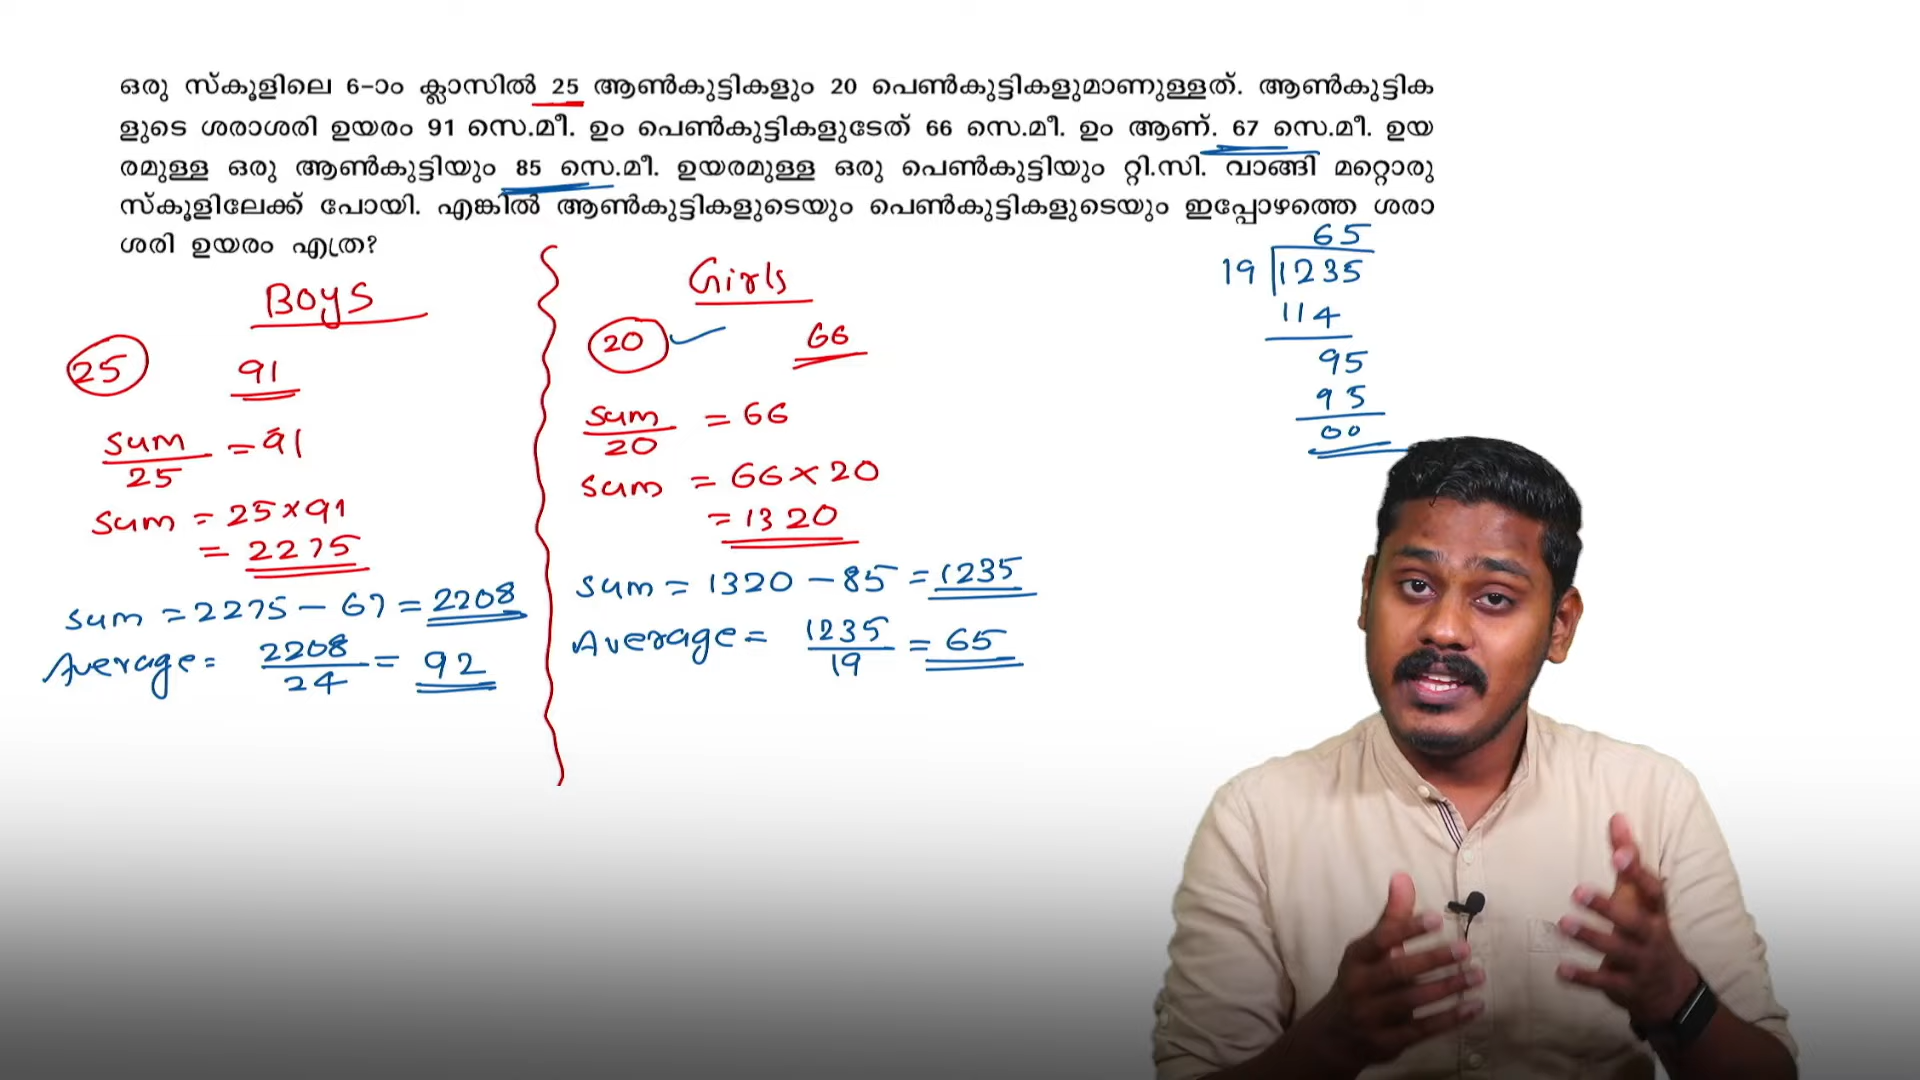 ഒരു സ്കൂളിലെ 6-ാം ക്ലാസിൽ 25 ആൺകുട്ടികളും 20 പെൺകുട്ടികളുമാണുള്ളത്. ആൺകുട്ടിക
ളുടെ ശരാശരി ഉയരം 91 സെ.മീ. ഉം പെൺകുട്ടികളുടേത് 66 സെ.മീ. ഉം ആണ്. 67 സെ.മീ. ഉയ
രമുള്ള ഒരു ആൺകുട്ടിയും 85 സെ.മീ. ഉയരമുള്ള ഒരു പെൺകുട്ടിയും റ്റി.സി. വാങ്ങി മറ്റൊരു
സ്കൂളിലേക്ക് പോയി. എങ്കിൽ ആൺകുട്ടികളുടെയും പെൺകുട്ടികളുടെയും ഇപ്പോഴത്തെ ശരാ
ശരി ഉയരം എത്ര?
Boys
25 91
sum/25 = 91
sum = 25×91
= 2275
sum = 2275 - 67 = 2208
Average = 2208/24 = 92
Girls
20 66
sum/20 = 66
sum = 66×20
= 1320
sum = 1320 - 85 = 1235
Average = 1235/19 = 65
65
19 1235
114
95
95
00